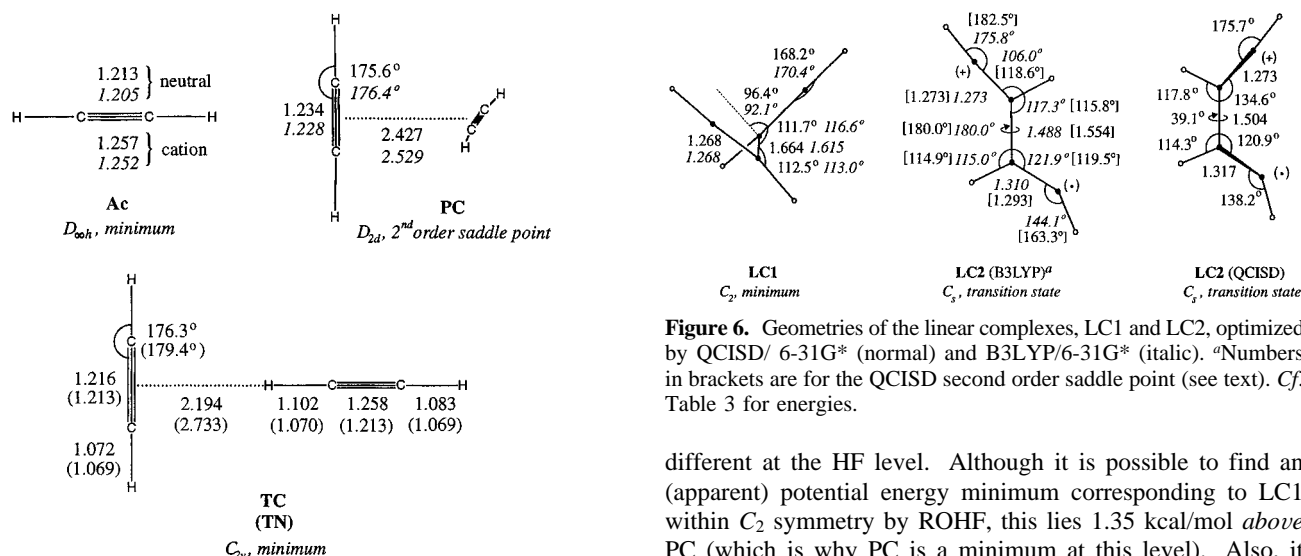 H
1.213
1.205
neutral
H C C H
1.257
1.252
cation
Ac
D∞h, minimum
C
175.6°
176.4°
1.234
1.228
2.427
2.529
H
C
C
H
C
H
PC
D2d, 2nd order saddle point
H
C
176.3°
(179.4°)
1.216
(1.213)
H C C H
2.194
(2.733)
1.102
(1.070)
1.258
(1.213)
1.083
(1.069)
C
1.072
(1.069)
H
TC
(TN)
C2v, minimum
168.2°
170.4°
96.4°
92.1°
111.7° 116.6°
1.268
1.268
1.664 1.615
112.5° 113.0°
LC1
C2, minimum
[182.5°]
175.8°
106.0°
(+)
[118.6°]
[1.273] 1.273
117.3° [115.8°]
[180.0°] 180.0°
1.488 [1.554]
[114.9°] 115.0°
121.9° [119.5°]
1.310
[1.293]
(•)
144.1°
[163.3°]
LC2 (B3LYP)a
Cs, transition state
175.7°
(+)
1.273
117.8°
134.6°
39.1°
1.504
114.3°
120.9°
1.317
(•)
138.2°
LC2 (QCISD)
Cs, transition state
Figure 6. Geometries of the linear complexes, LC1 and LC2, optimized
by QCISD/ 6-31G* (normal) and B3LYP/6-31G* (italic). aNumbers
in brackets are for the QCISD second order saddle point (see text). Cf.
Table 3 for energies.
different at the HF level. Although it is possible to find an
(apparent) potential energy minimum corresponding to LC1
within C2 symmetry by ROHF, this lies 1.35 kcal/mol above
PC (which is why PC is a minimum at this level). Also, it